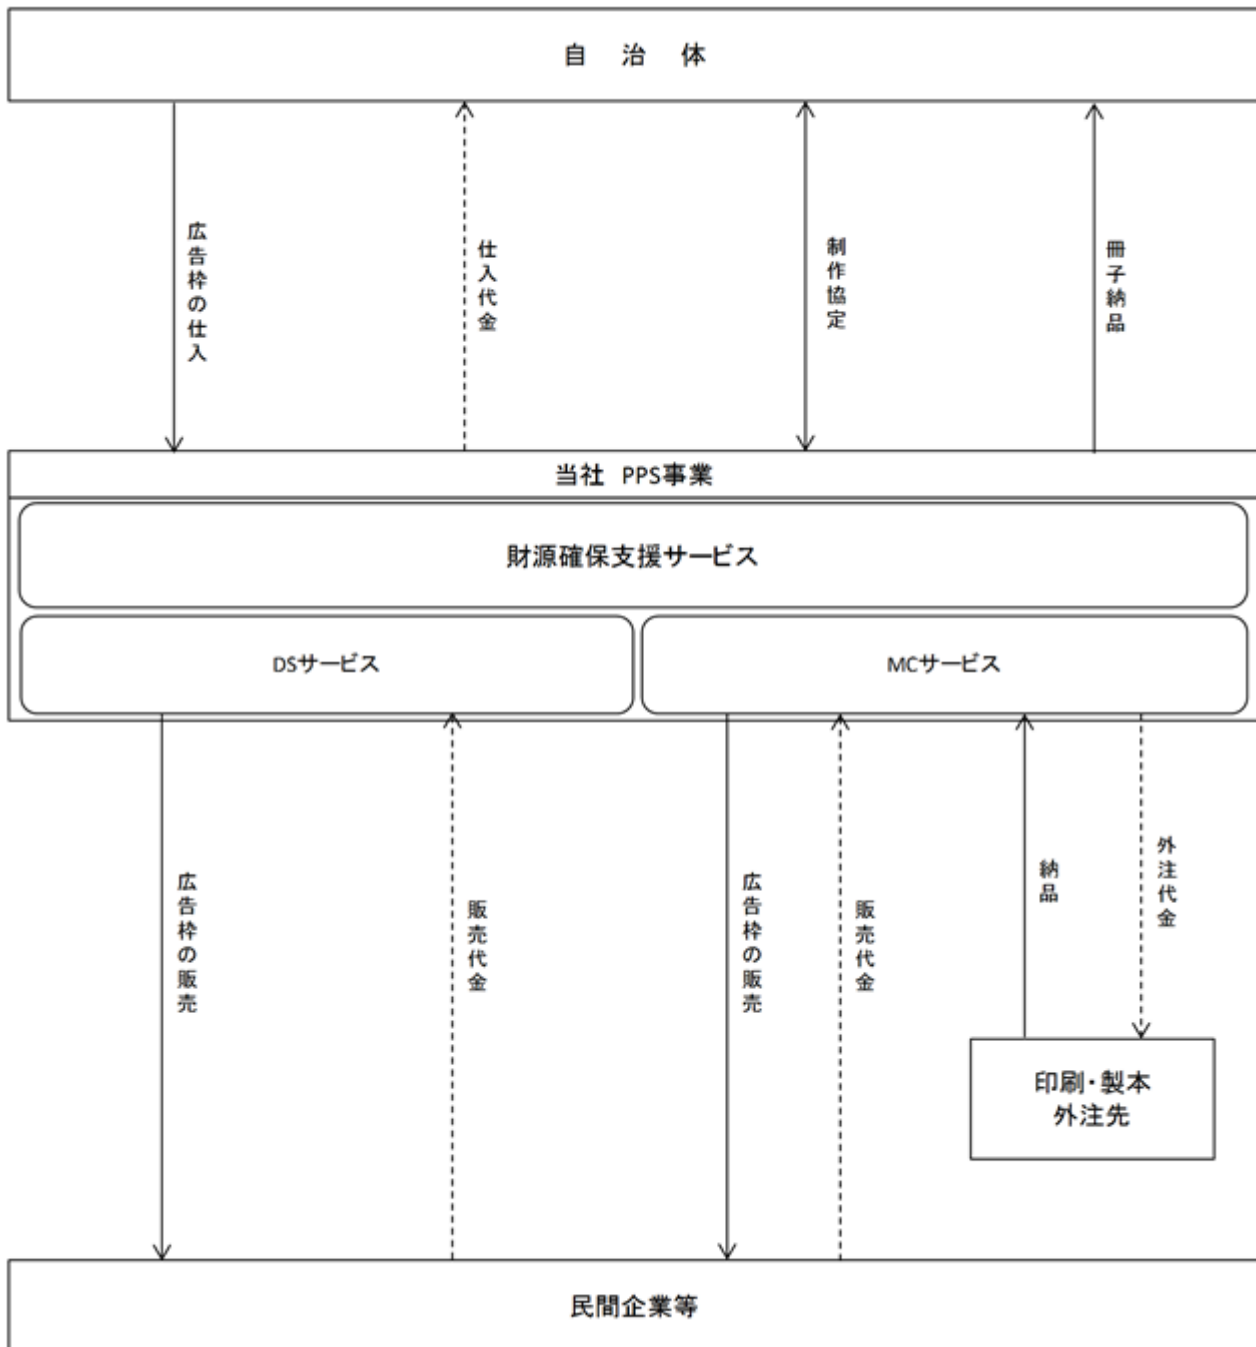 自 治 体
広告枠の仕入
仕入代金
制作協定
冊子納品
当社 PPS事業
財源確保支援サービス
DSサービス
MCサービス
広告枠の販売
販売代金
広告枠の販売
販売代金
納品
外注代金
印刷・製本
外注先
民間企業等